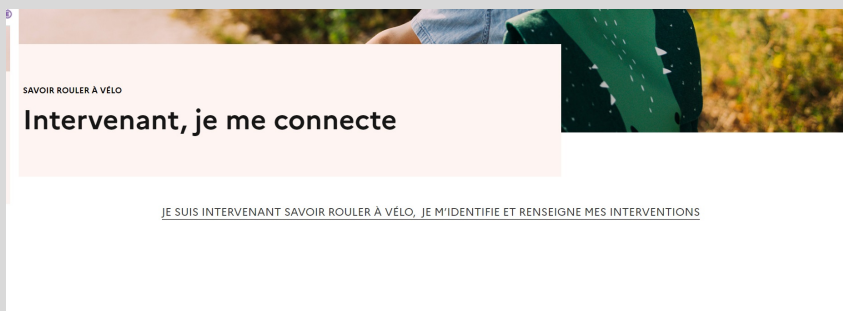 SAVOIR ROULER À VÉLO
Intervenant, je me connecte
JE SUIS INTERVENANT SAVOIR ROULER À VÉLO, JE M'IDENTIFIE ET RENSEIGNE MES INTERVENTIONS